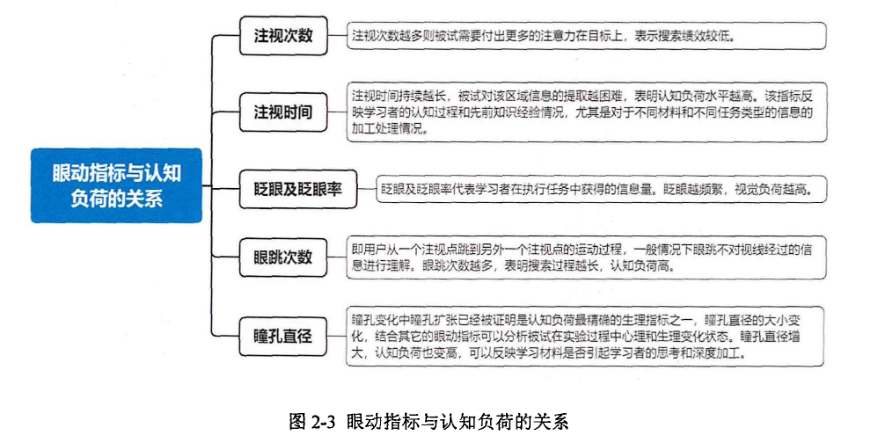 注视次数
注视次数越多则被试需要付出更多的注意力在目标上，表示搜索绩效较低。
注视时间
注视时间持续越长，被试对该区域信息的提取越困难，表明认知负荷水平越高。该指标反
映学习者的认知过程和先前知识经验情况，尤其是对于不同材料和不同任务类型的信息的
加工处理情况。
眼动指标与认知
负荷的关系
眨眼及眨眼率
眨眼及眨眼率代表学习者在执行任务中获得的信息量。眨眼越频繁，视觉负荷越高。
眼跳次数
即用户从一个注视点跳到另外一个注视点的运动过程，一般情况下眼跳不对视线经过的信
息进行理解。眼跳次数越多，表明搜索过程越长，认知负荷高。
瞳孔直径
瞳孔变化中瞳孔扩张已经被证明是认知负荷最精确的生理指标之一，瞳孔直径的大小变
化，结合其它的眼动指标可以分析被试在实验过程中心理和生理变化状态。瞳孔直径增
大，认知负荷也变高，可以反映学习材料是否引起学习者的思考和深度加工。
图 2-3 眼动指标与认知负荷的关系